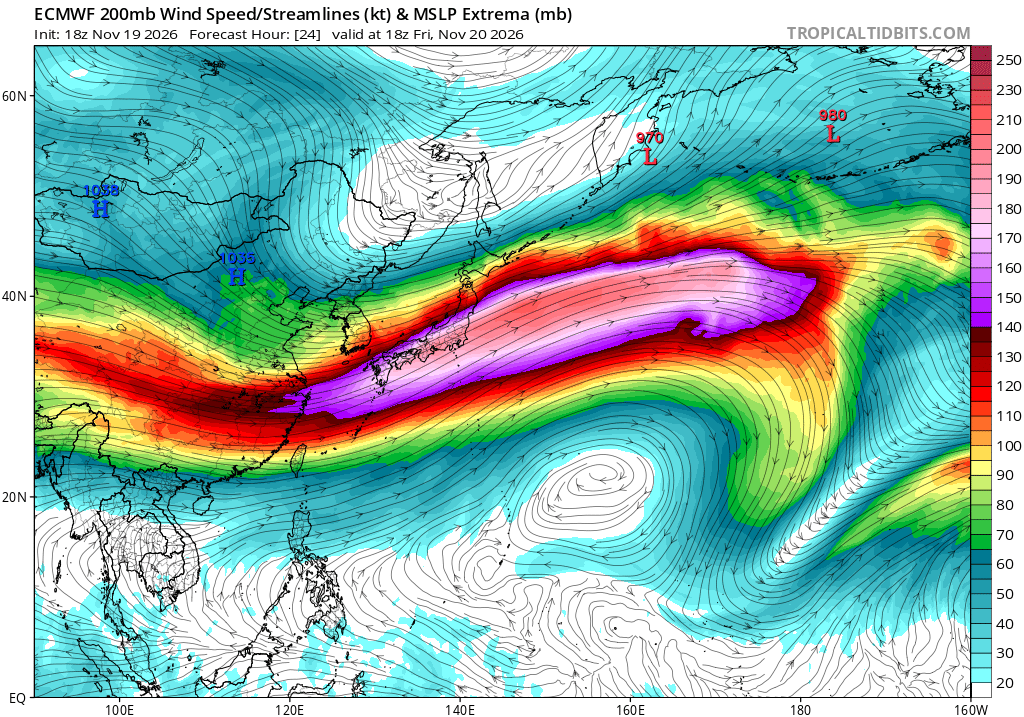 ECMWF 200mb Wind Speed/Streamlines (kt) & MSLP Extrema (mb)
Init: 18z Nov 19 2026   Forecast Hour: [24]   valid at 18z Fri, Nov 20 2026
TROPICALTIDBITS.COM
60N
40N
20N
EQ
100E
120E
140E
160E
180
160W
1038
H
1035
H
970
L
980
L
250
230
210
200
190
180
170
160
150
140
130
120
110
100
90
80
70
60
50
40
30
20